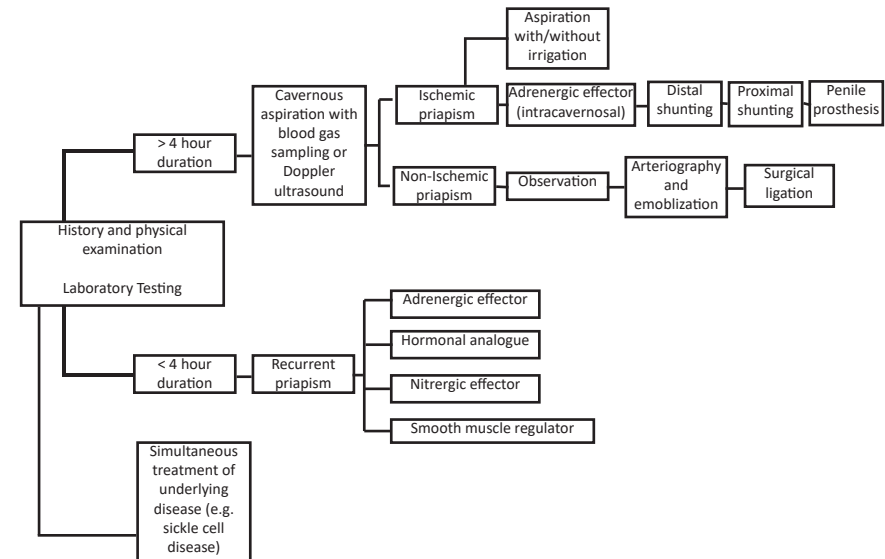 Aspiration
with/without
irrigation
Cavernous
aspiration with
blood gas
sampling or
Doppler
ultrasound
Ischemic
priapism
Adrenergic effector
(intracavernosal)
Distal
shunting
Proximal
shunting
Penile
prosthesis
> 4 hour
duration
Non-Ischemic
priapism
Observation
Arteriography
and
emoblization
Surgical
ligation
History and physical
examination
Laboratory Testing
Adrenergic effector
Hormonal analogue
< 4 hour
duration
Recurrent
priapism
Nitrergic effector
Smooth muscle regulator
Simultaneous
treatment of
underlying
disease (e.g.
sickle cell
disease)